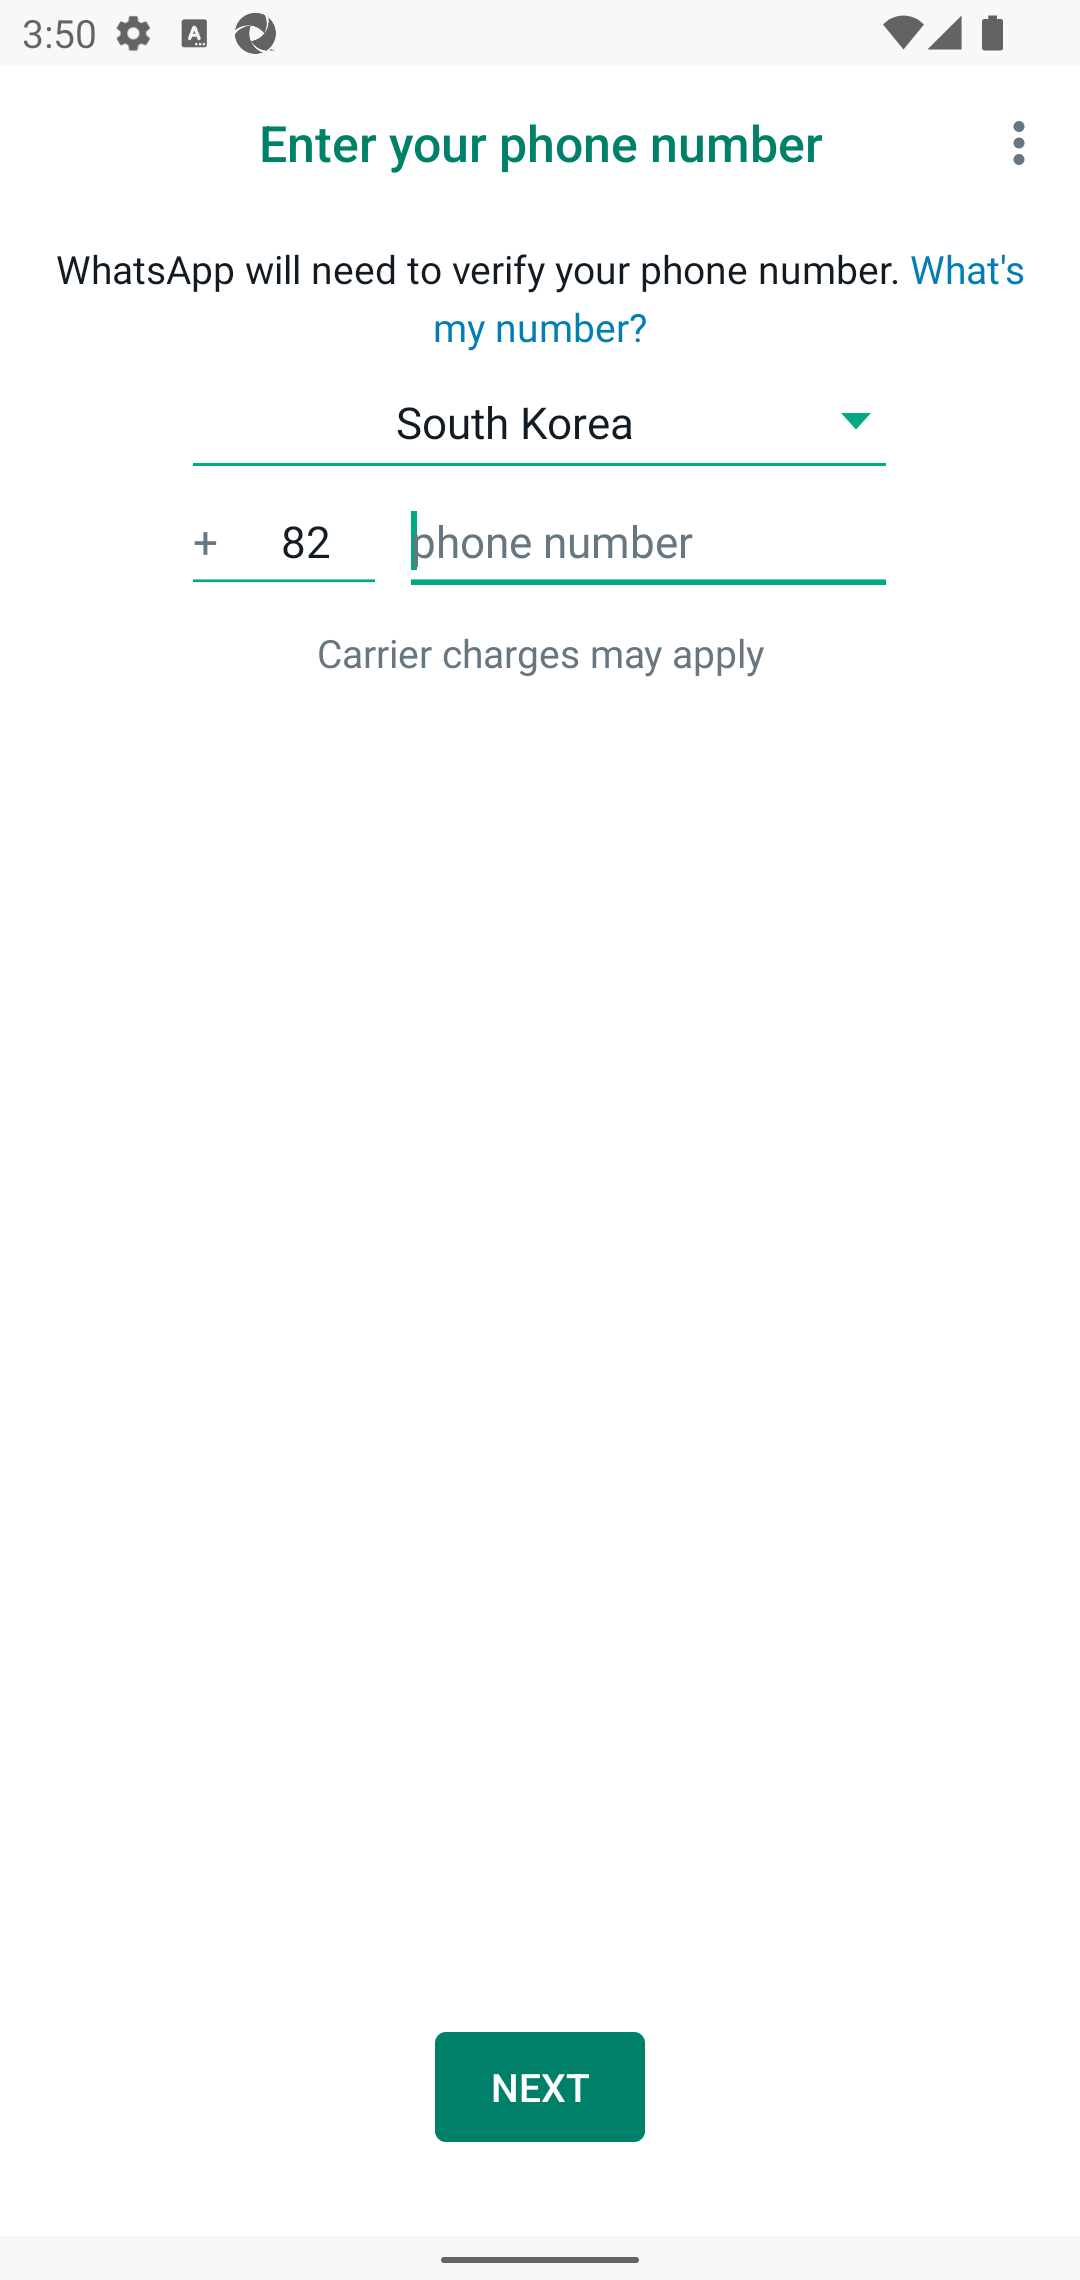 3:50
Enter your phone number
WhatsApp will need to verify your phone number. What's
my number?
South Korea
+ 82 phone number
Carrier charges may apply
NEXT